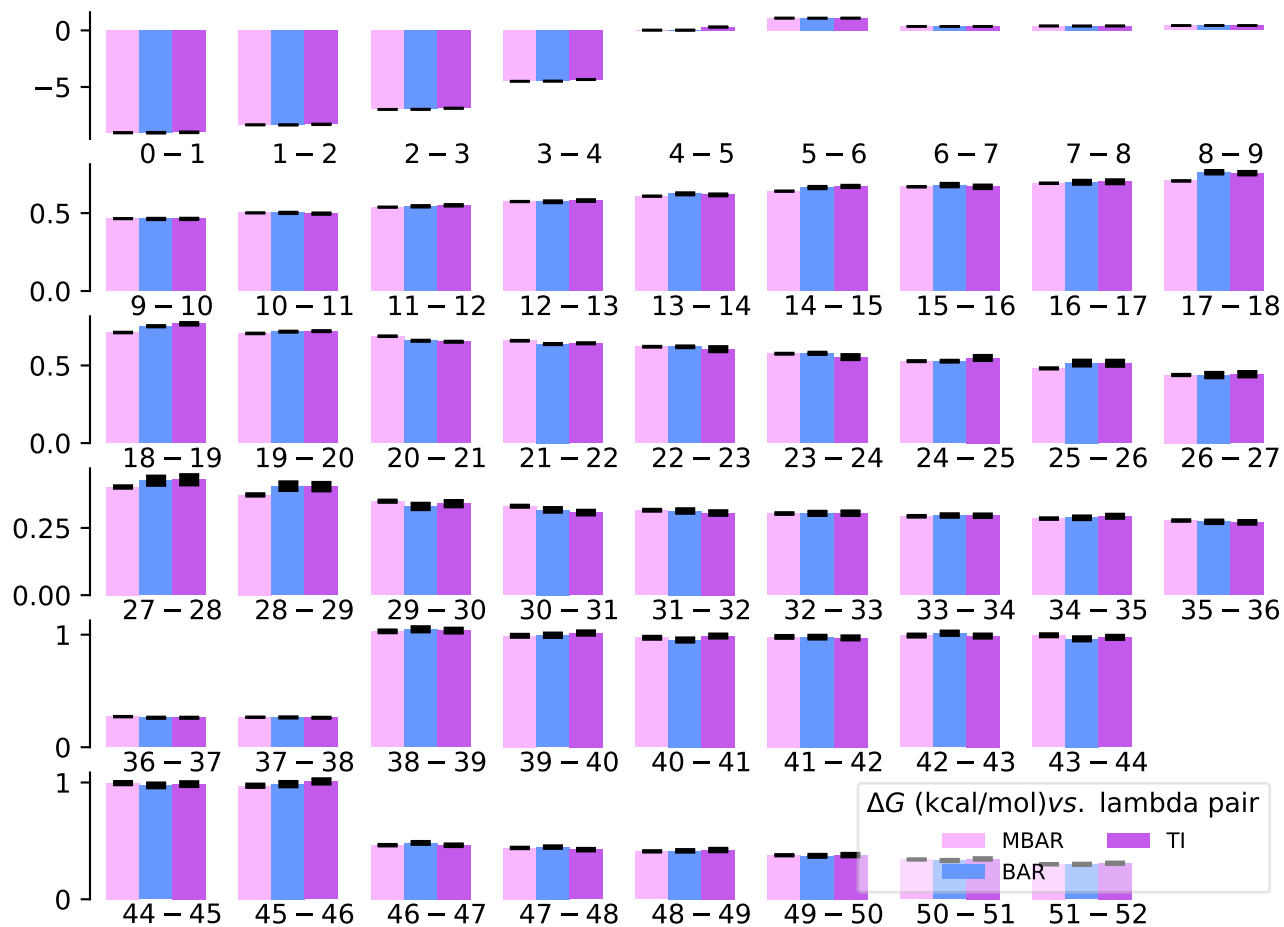 0
−5
0 − 1 1 − 2 2 − 3 3 − 4 4 − 5 5 − 6 6 − 7 7 − 8 8 − 9
0.5
0.0
9 − 10 10 − 11 11 − 12 12 − 13 13 − 14 14 − 15 15 − 16 16 − 17 17 − 18
0.5
0.0
18 − 19 19 − 20 20 − 21 21 − 22 22 − 23 23 − 24 24 − 25 25 − 26 26 − 27
0.25
0.00
27 − 28 28 − 29 29 − 30 30 − 31 31 − 32 32 − 33 33 − 34 34 − 35 35 − 36
1
0
36 − 37 37 − 38 38 − 39 39 − 40 40 − 41 41 − 42 42 − 43 43 − 44
1
ΔG (kcal/mol)vs. lambda pair
MBAR TI
BAR
0
44 − 45 45 − 46 46 − 47 47 − 48 48 − 49 49 − 50 50 − 51 51 − 52